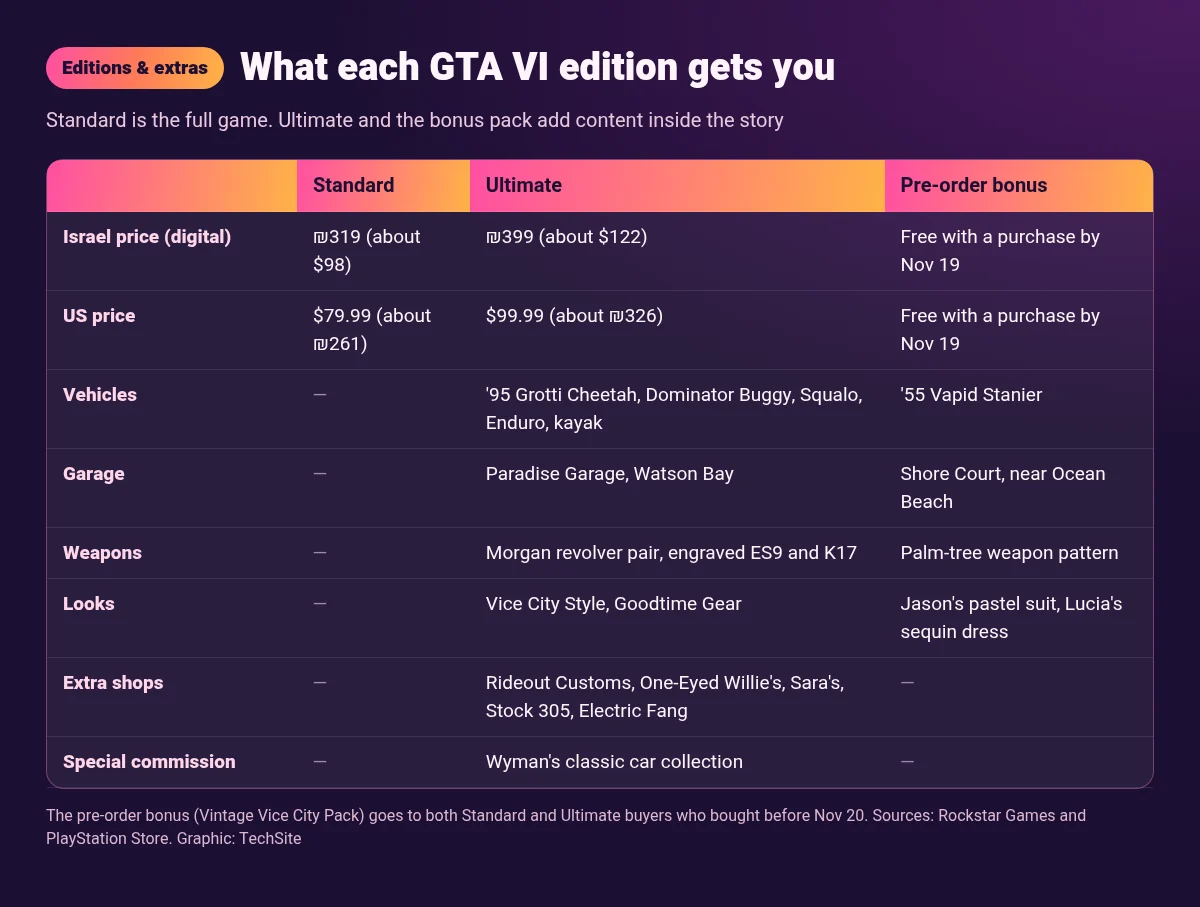 Editions & extras
What each GTA VI edition gets you
Standard is the full game. Ultimate and the bonus pack add content inside the story
Standard Ultimate Pre-order bonus
Israel price (digital) ₪319 (about $98) ₪399 (about $122) Free with a purchase by Nov 19
US price $79.99 (about ₪261) $99.99 (about ₪326) Free with a purchase by Nov 19
Vehicles — '95 Grotti Cheetah, Dominator Buggy, Squalo, Enduro, kayak '55 Vapid Stanier
Garage — Paradise Garage, Watson Bay Shore Court, near Ocean Beach
Weapons — Morgan revolver pair, engraved ES9 and K17 Palm-tree weapon pattern
Looks — Vice City Style, Goodtime Gear Jason's pastel suit, Lucia's sequin dress
Extra shops — Rideout Customs, One-Eyed Willie's, Sara's, Stock 305, Electric Fang —
Special commission — Wyman's classic car collection —
The pre-order bonus (Vintage Vice City Pack) goes to both Standard and Ultimate buyers who bought before Nov 20. Sources: Rockstar Games and
PlayStation Store. Graphic: TechSite